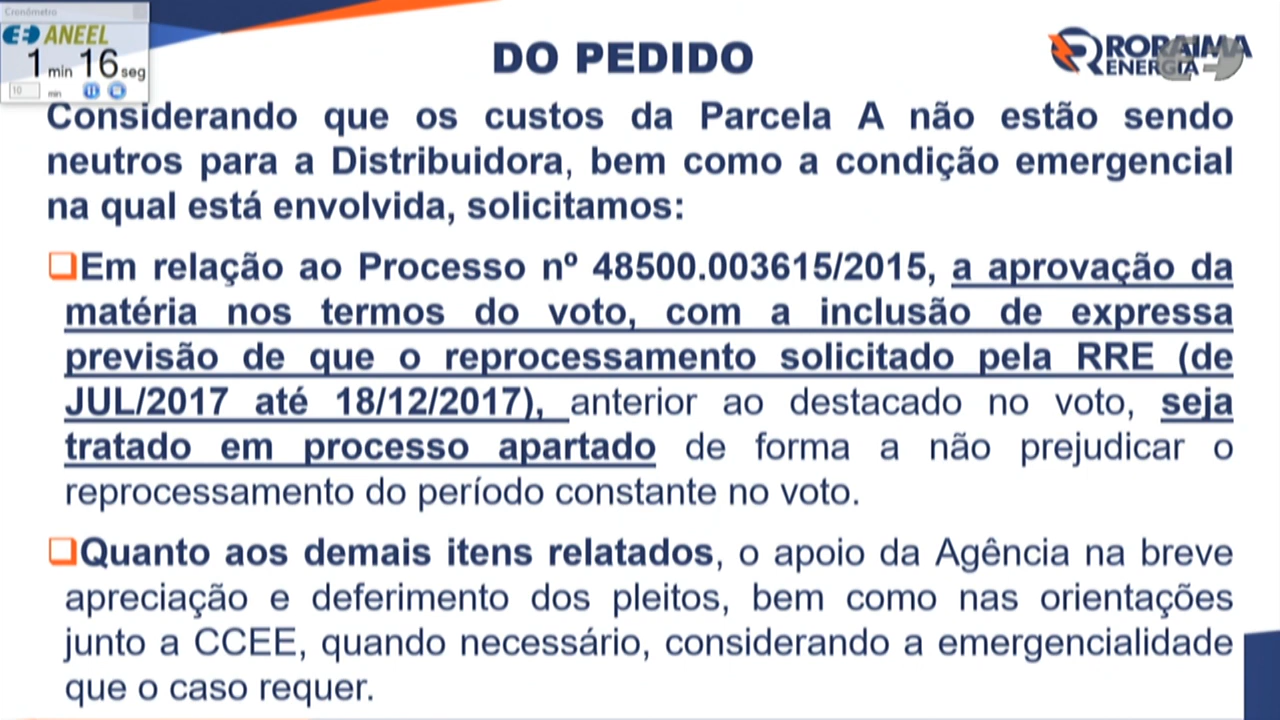 Cronômetro
ANEEL
1 min 16 seg
10 min
DO PEDIDO
RORAIMA
ENERGIA
Considerando que os custos da Parcela A não estão sendo
neutros para a Distribuidora, bem como a condição emergencial
na qual está envolvida, solicitamos:
Em relação ao Processo nº 48500.003615/2015, a aprovação da
matéria nos termos do voto, com a inclusão de expressa
previsão de que o reprocessamento solicitado pela RRE (de
JUL/2017 até 18/12/2017), anterior ao destacado no voto, seja
tratado em processo apartado de forma a não prejudicar o
reprocessamento do período constante no voto.
Quanto aos demais itens relatados, o apoio da Agência na breve
apreciação e deferimento dos pleitos, bem como nas orientações
junto a CCEE, quando necessário, considerando a emergencialidade
que o caso requer.